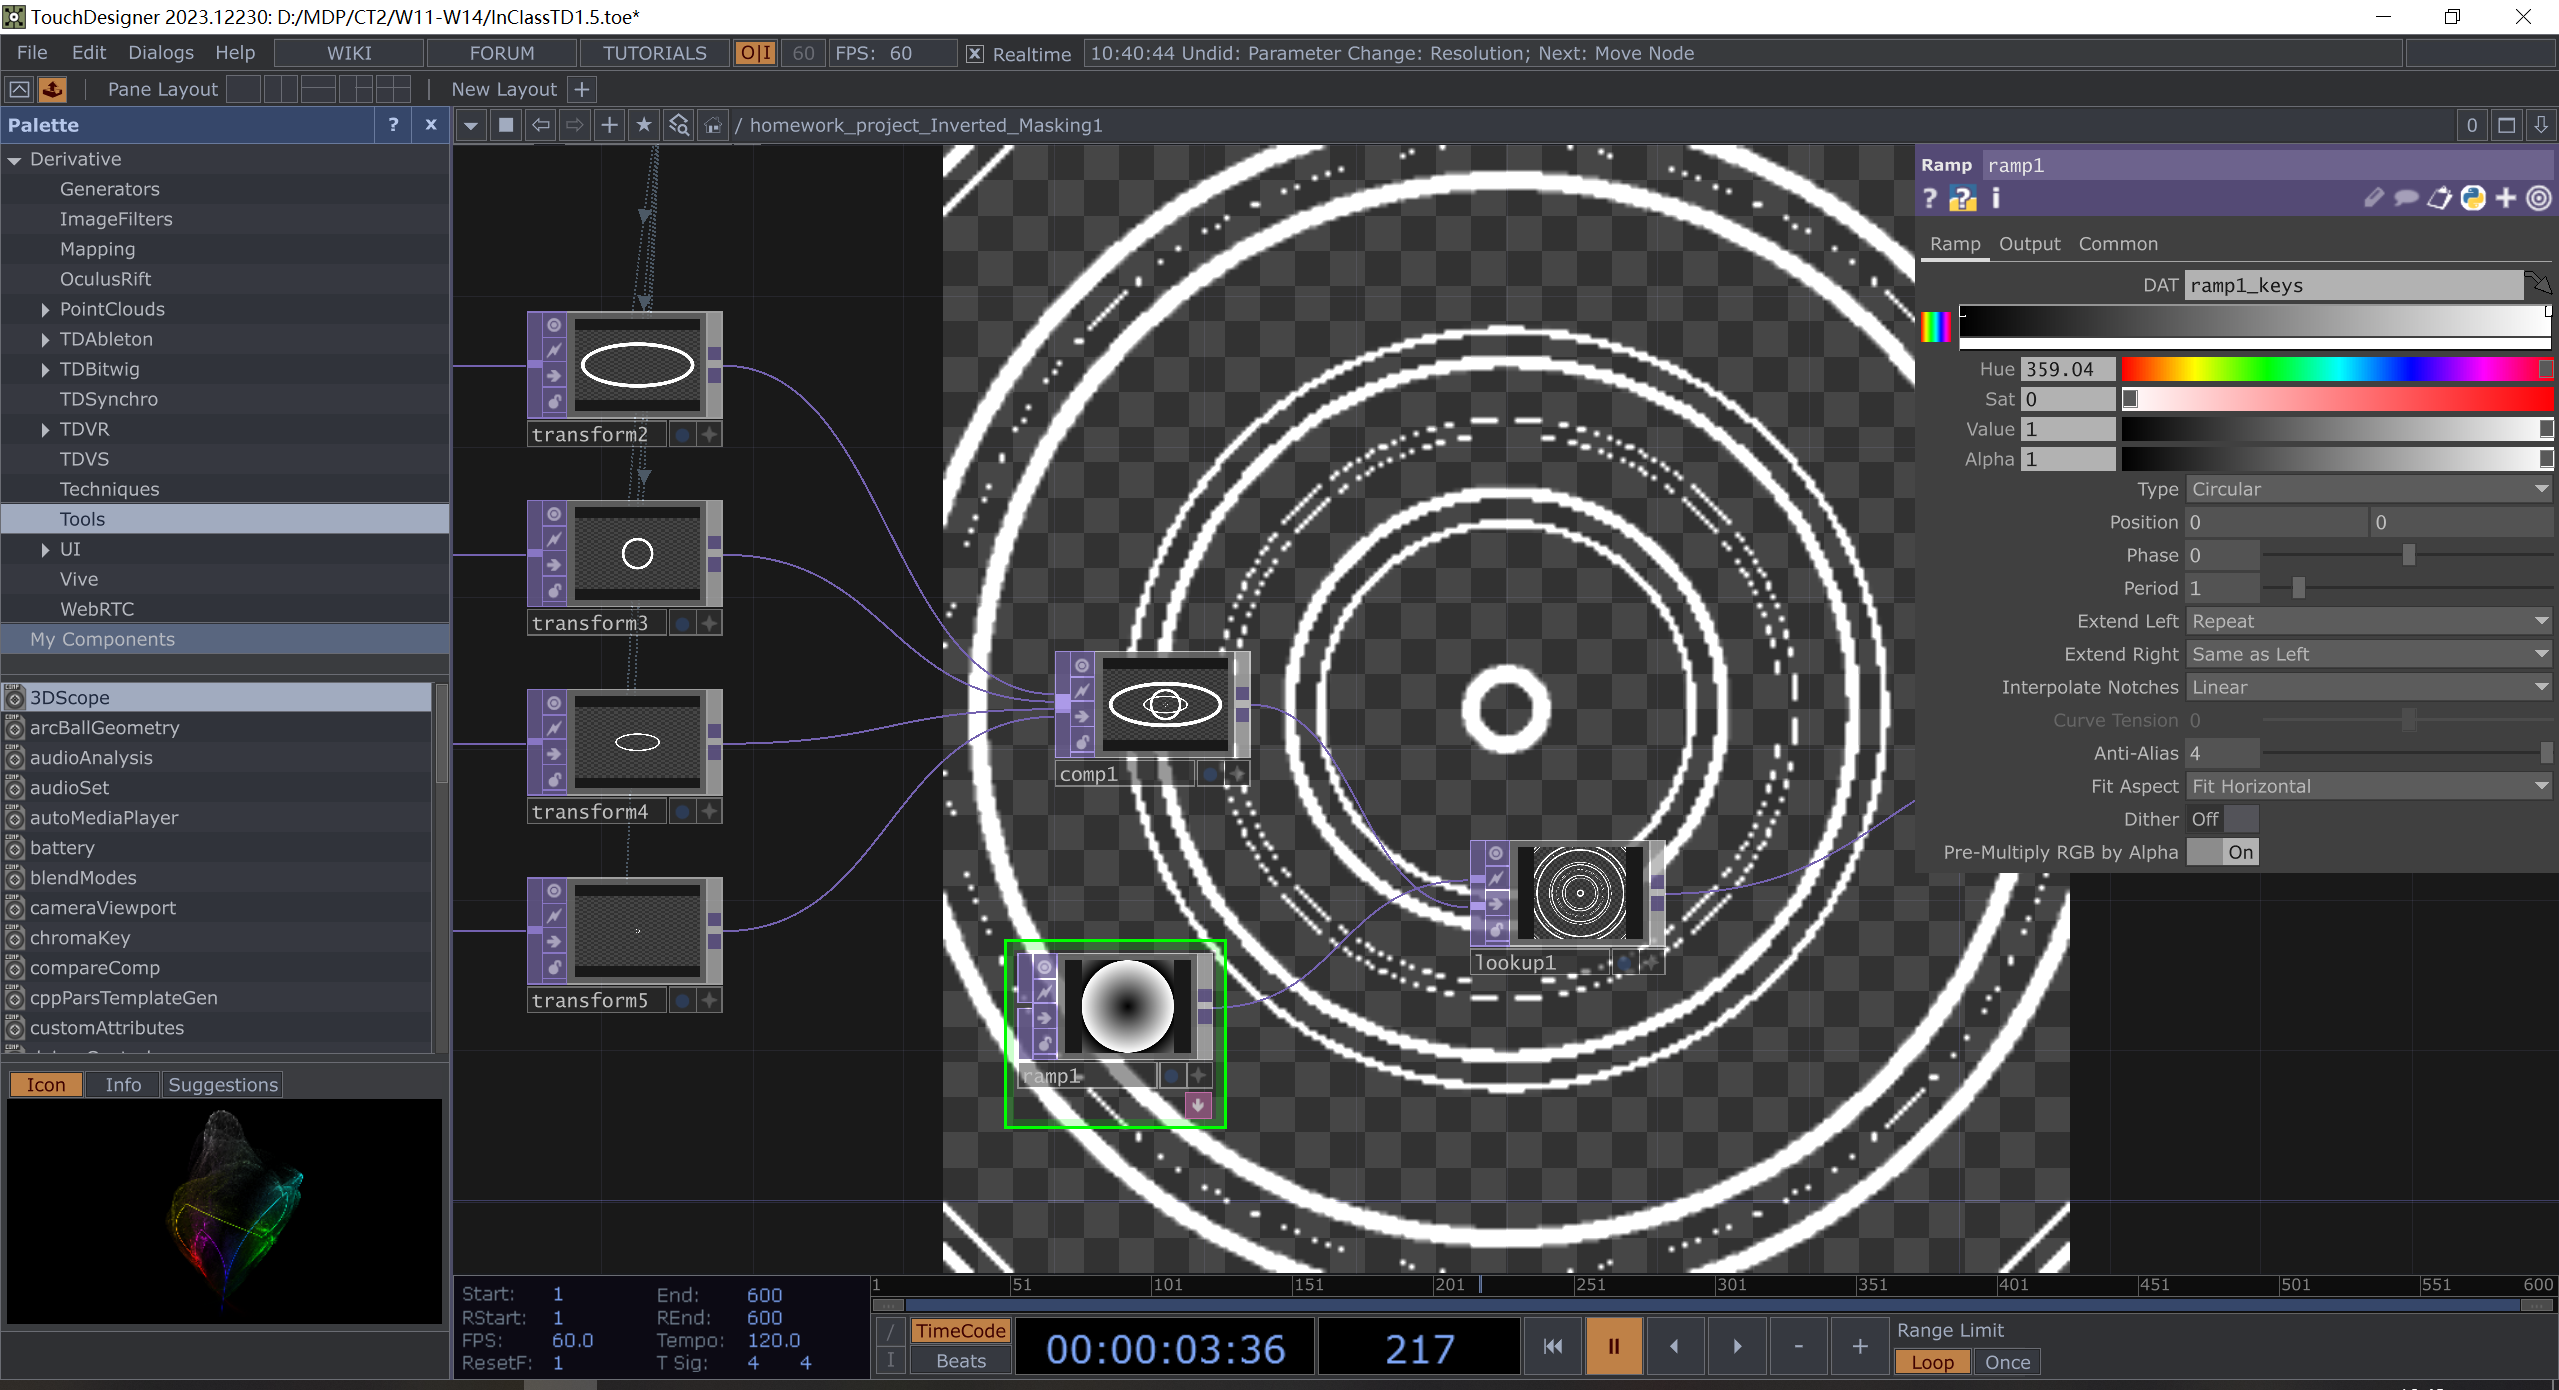 TouchDesigner 2023.12230: D:/MDP/CT2/W11-W14/InClassTD1.5.toe*
File Edit Dialogs Help WIKI FORUM TUTORIALS O|I 60 FPS: 60 Realtime 10:40:44 Undid: Parameter Change: Resolution; Next: Move Node
Pane Layout New Layout +
Palette ? x / homework_project_Inverted_Masking1 0
Derivative
Generators
ImageFilters
Mapping
OculusRift
PointClouds
TDAbleton
TDBitwig
TDSynchro
TDVR
TDVS
Techniques
Tools
UI
Vive
WebRTC
My Components
3DScope
arcBallGeometry
audioAnalysis
audioSet
autoMediaPlayer
battery
blendModes
cameraViewport
chromaKey
compareComp
cppParsTemplateGen
customAttributes
Icon Info Suggestions
transform2
transform3
transform4
transform5
comp1
lookup1
ramp1
Ramp ramp1
? ? i
Ramp Output Common
DAT ramp1_keys
Hue 359.04
Sat 0
Value 1
Alpha 1
Type Circular
Position 0 0
Phase 0
Period 1
Extend Left Repeat
Extend Right Same as Left
Interpolate Notches Linear
Curve Tension 0
Anti-Alias 4
Fit Aspect Fit Horizontal
Dither Off
Pre-Multiply RGB by Alpha On
Start: 1 End: 600
RStart: 1 REnd: 600
FPS: 60.0 Tempo: 120.0
ResetF: 1 T Sig: 4 4
1 51 101 151 201 251 301 351 401 451 501 551 600
/ TimeCode
I Beats
00:00:03:36 217 - +
Range Limit
Loop Once